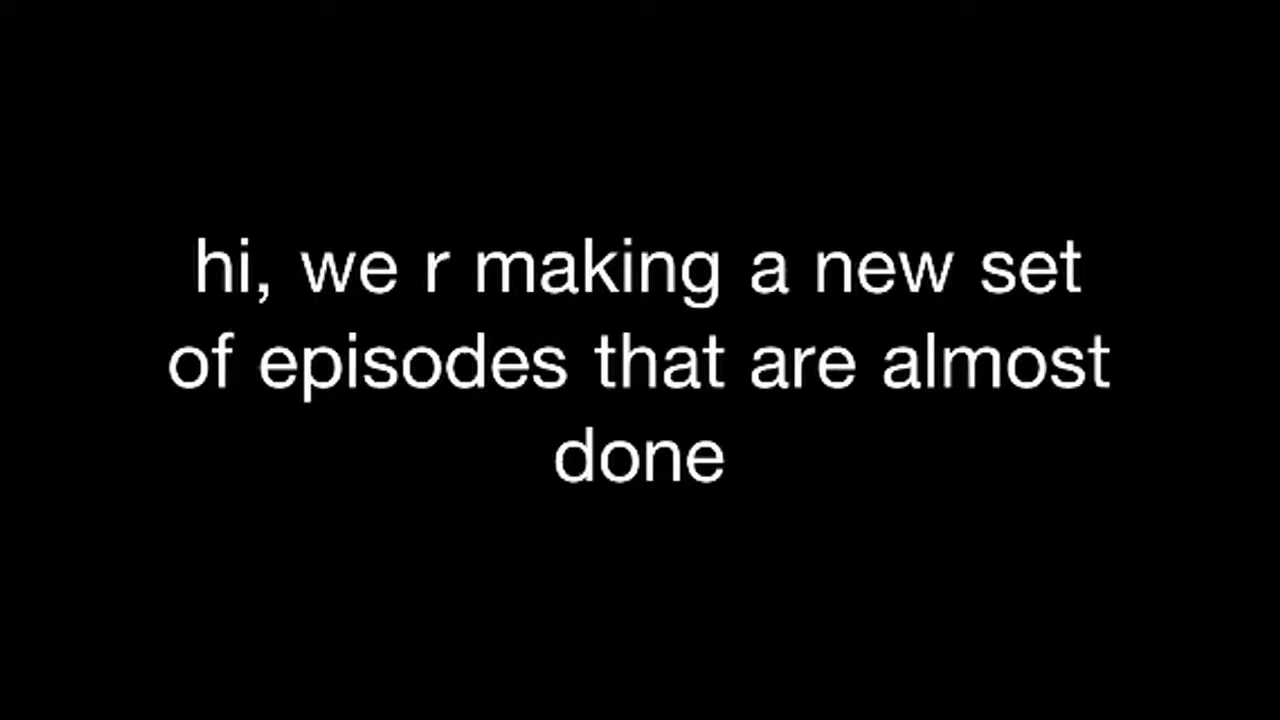 hi, we r making a new set
of episodes that are almost
done